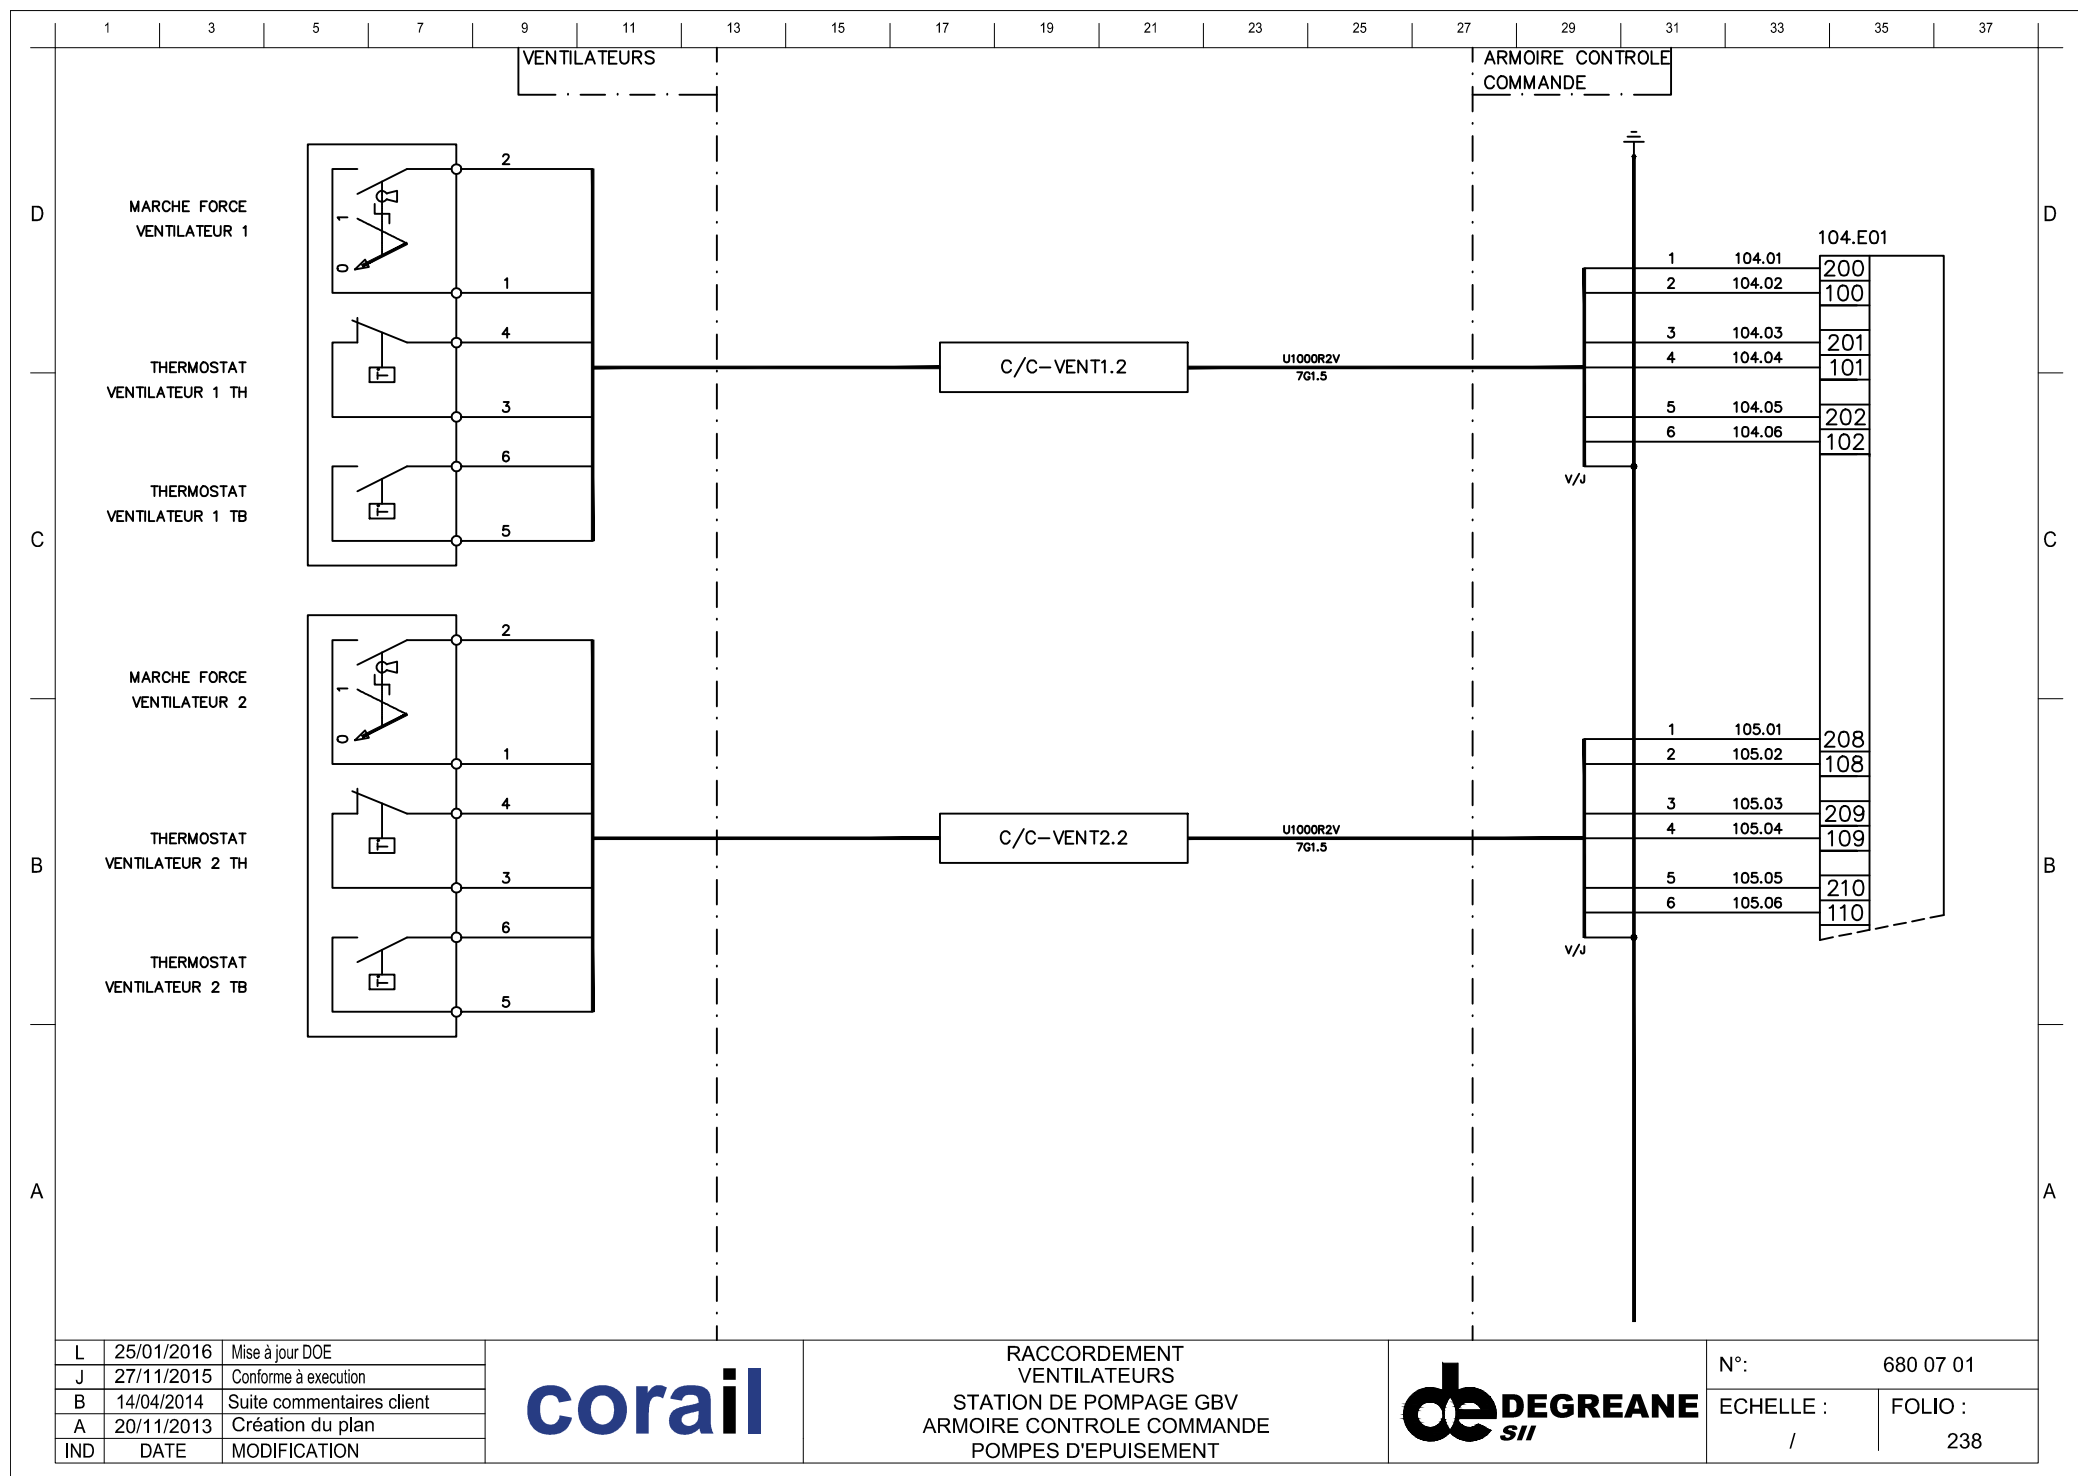 1 3 5 7 9 11 13 15 17 19 21 23 25 27 29 31 33 35 37
VENTILATEURS
ARMOIRE CONTROLE
COMMANDE
D
D
MARCHE FORCE
VENTILATEUR 1
1
0
2
1
THERMOSTAT
VENTILATEUR 1 TH
T
4
3
THERMOSTAT
VENTILATEUR 1 TB
T
6
5
C/C-VENT1.2
U1000R2V
7G1.5
104.E01
1 104.01 200
2 104.02 100
3 104.03 201
4 104.04 101
5 104.05 202
6 104.06 102
V/J
C
C
MARCHE FORCE
VENTILATEUR 2
1
0
2
1
THERMOSTAT
VENTILATEUR 2 TH
T
4
3
THERMOSTAT
VENTILATEUR 2 TB
T
6
5
C/C-VENT2.2
U1000R2V
7G1.5
1 105.01 208
2 105.02 108
3 105.03 209
4 105.04 109
5 105.05 210
6 105.06 110
V/J
B
B
A
A
L 25/01/2016 Mise à jour DOE
J 27/11/2015 Conforme à execution
B 14/04/2014 Suite commentaires client
A 20/11/2013 Création du plan
IND DATE MODIFICATION
corail
RACCORDEMENT
VENTILATEURS
STATION DE POMPAGE GBV
ARMOIRE CONTROLE COMMANDE
POMPES D'EPUISEMENT
de DEGREANE
SII
N°: 680 07 01
ECHELLE :
/
FOLIO :
238